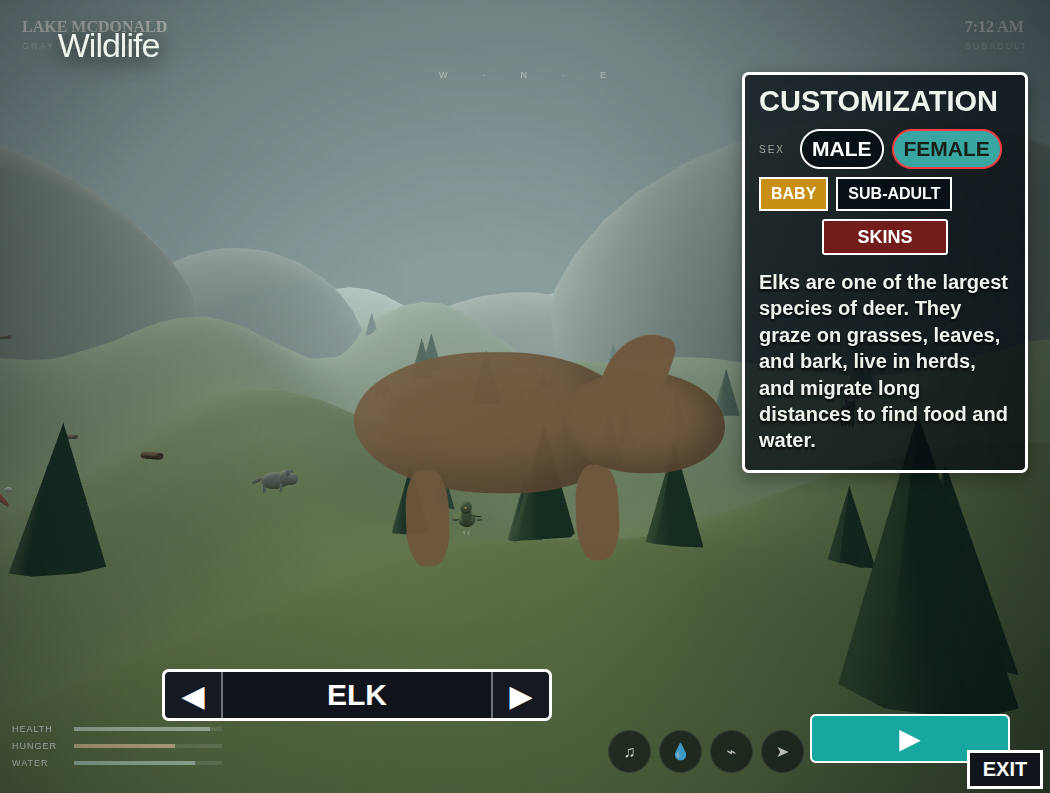 LAKE MCDONALD
GRAY
Wildlife
7:12 AM
SUBADULT
W · N · E
CUSTOMIZATION
SEX MALE FEMALE
BABY SUB-ADULT
SKINS
Elks are one of the largest
species of deer. They
graze on grasses, leaves,
and bark, live in herds,
and migrate long
distances to find food and
water.
◀ ELK ▶
HEALTH
HUNGER
WATER
▶
EXIT